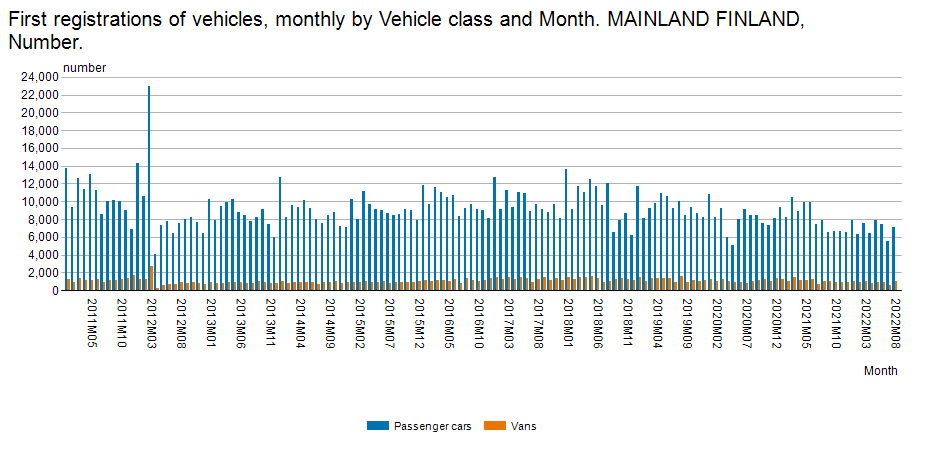 First registrations of vehicles, monthly by Vehicle class and Month. MAINLAND FINLAND,
Number.
number
24,000
22,000
20,000
18,000
16,000
14,000
12,000
10,000
8,000
6,000
4,000
2,000
0
2011M05
2011M10
2012M03
2012M08
2013M01
2013M06
2013M11
2014M04
2014M09
2015M02
2015M07
2015M12
2016M05
2016M10
2017M03
2017M08
2018M01
2018M06
2018M11
2019M04
2019M09
2020M02
2020M07
2020M12
2021M05
2021M10
2022M03
2022M08
Month
Passenger cars
Vans